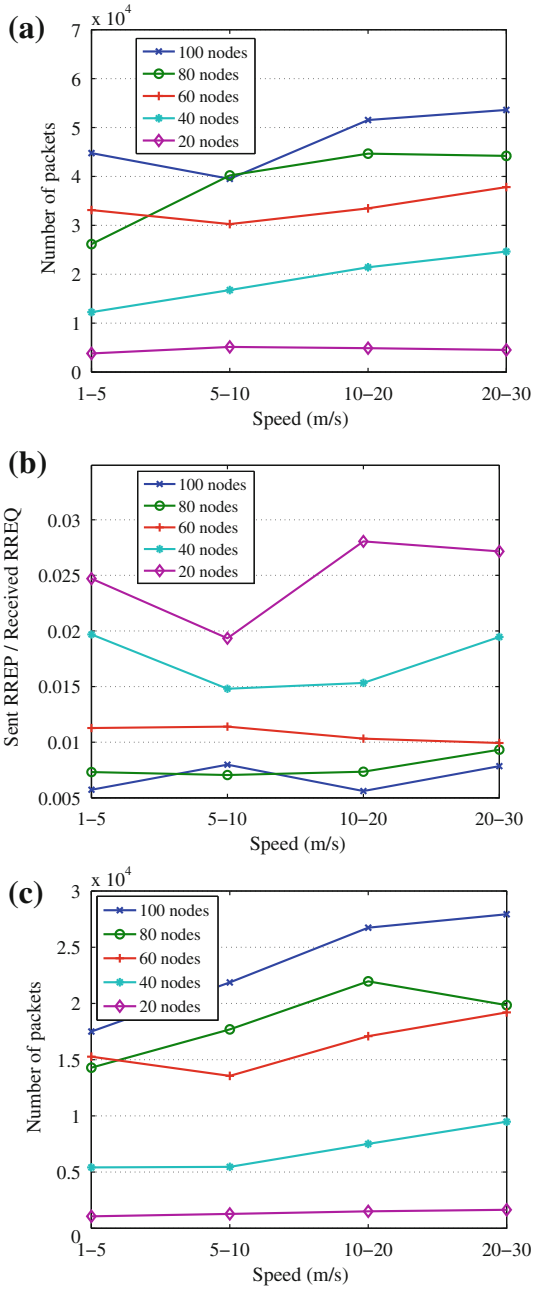 (a)
x 10^4
7
6
5
4
3
2
1
0
Number of packets
100 nodes
80 nodes
60 nodes
40 nodes
20 nodes
1–5
5–10
10–20
20–30
Speed (m/s)
(b)
0.03
0.025
0.02
0.015
0.01
0.005
Sent RREP / Received RREQ
100 nodes
80 nodes
60 nodes
40 nodes
20 nodes
1–5
5–10
10–20
20–30
Speed (m/s)
(c)
x 10^4
3
2.5
2
1.5
1
0.5
0
Number of packets
100 nodes
80 nodes
60 nodes
40 nodes
20 nodes
1–5
5–10
10–20
20–30
Speed (m/s)